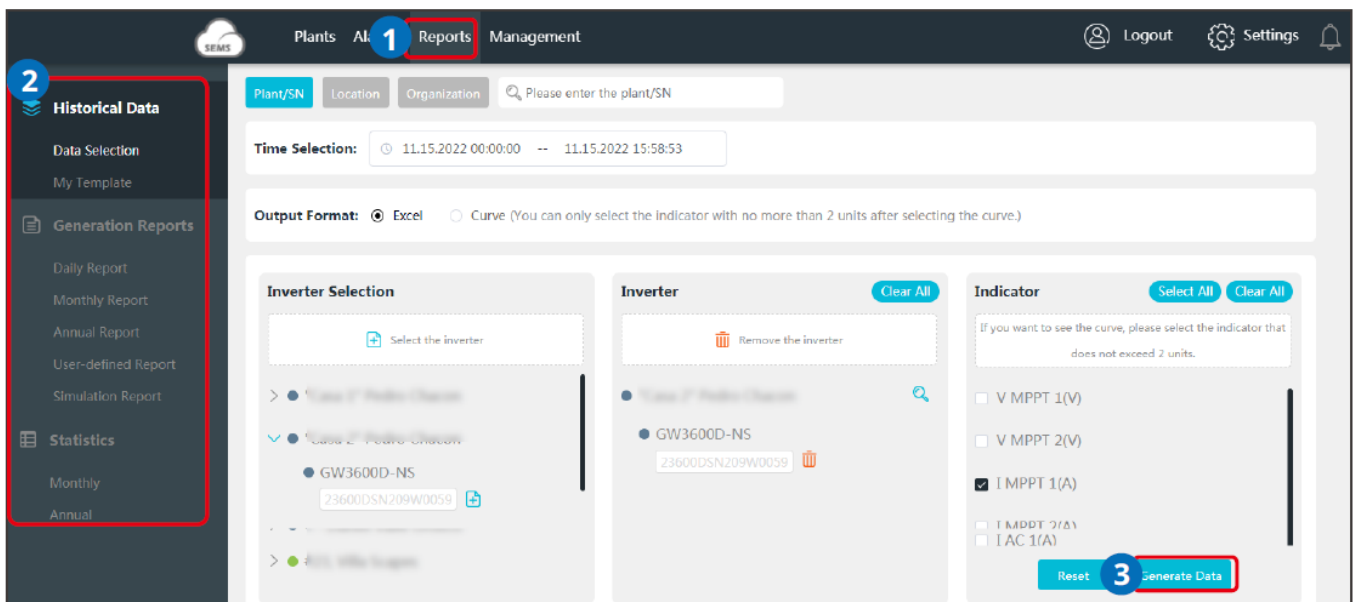 SEMS
Plants Al 1 Reports Management Logout Settings
2
Historical Data
Data Selection
My Template
Generation Reports
Daily Report
Monthly Report
Annual Report
User-defined Report
Simulation Report
Statistics
Monthly
Annual
Plant/SN Location Organization Please enter the plant/SN
Time Selection: 11.15.2022 00:00:00 -- 11.15.2022 15:58:53
Output Format: Excel Curve (You can only select the indicator with no more than 2 units after selecting the curve.)
Inverter Selection
Select the inverter
GW3600D-NS
23600DSN209W0059
Inverter Clear All
Remove the inverter
GW3600D-NS
23600DSN209W0059
Indicator Select All Clear All
If you want to see the curve, please select the indicator that
does not exceed 2 units.
V MPPT 1(V)
V MPPT 2(V)
I MPPT 1(A)
I MPPT 2(A)
I AC 1(A)
Reset 3 Generate Data